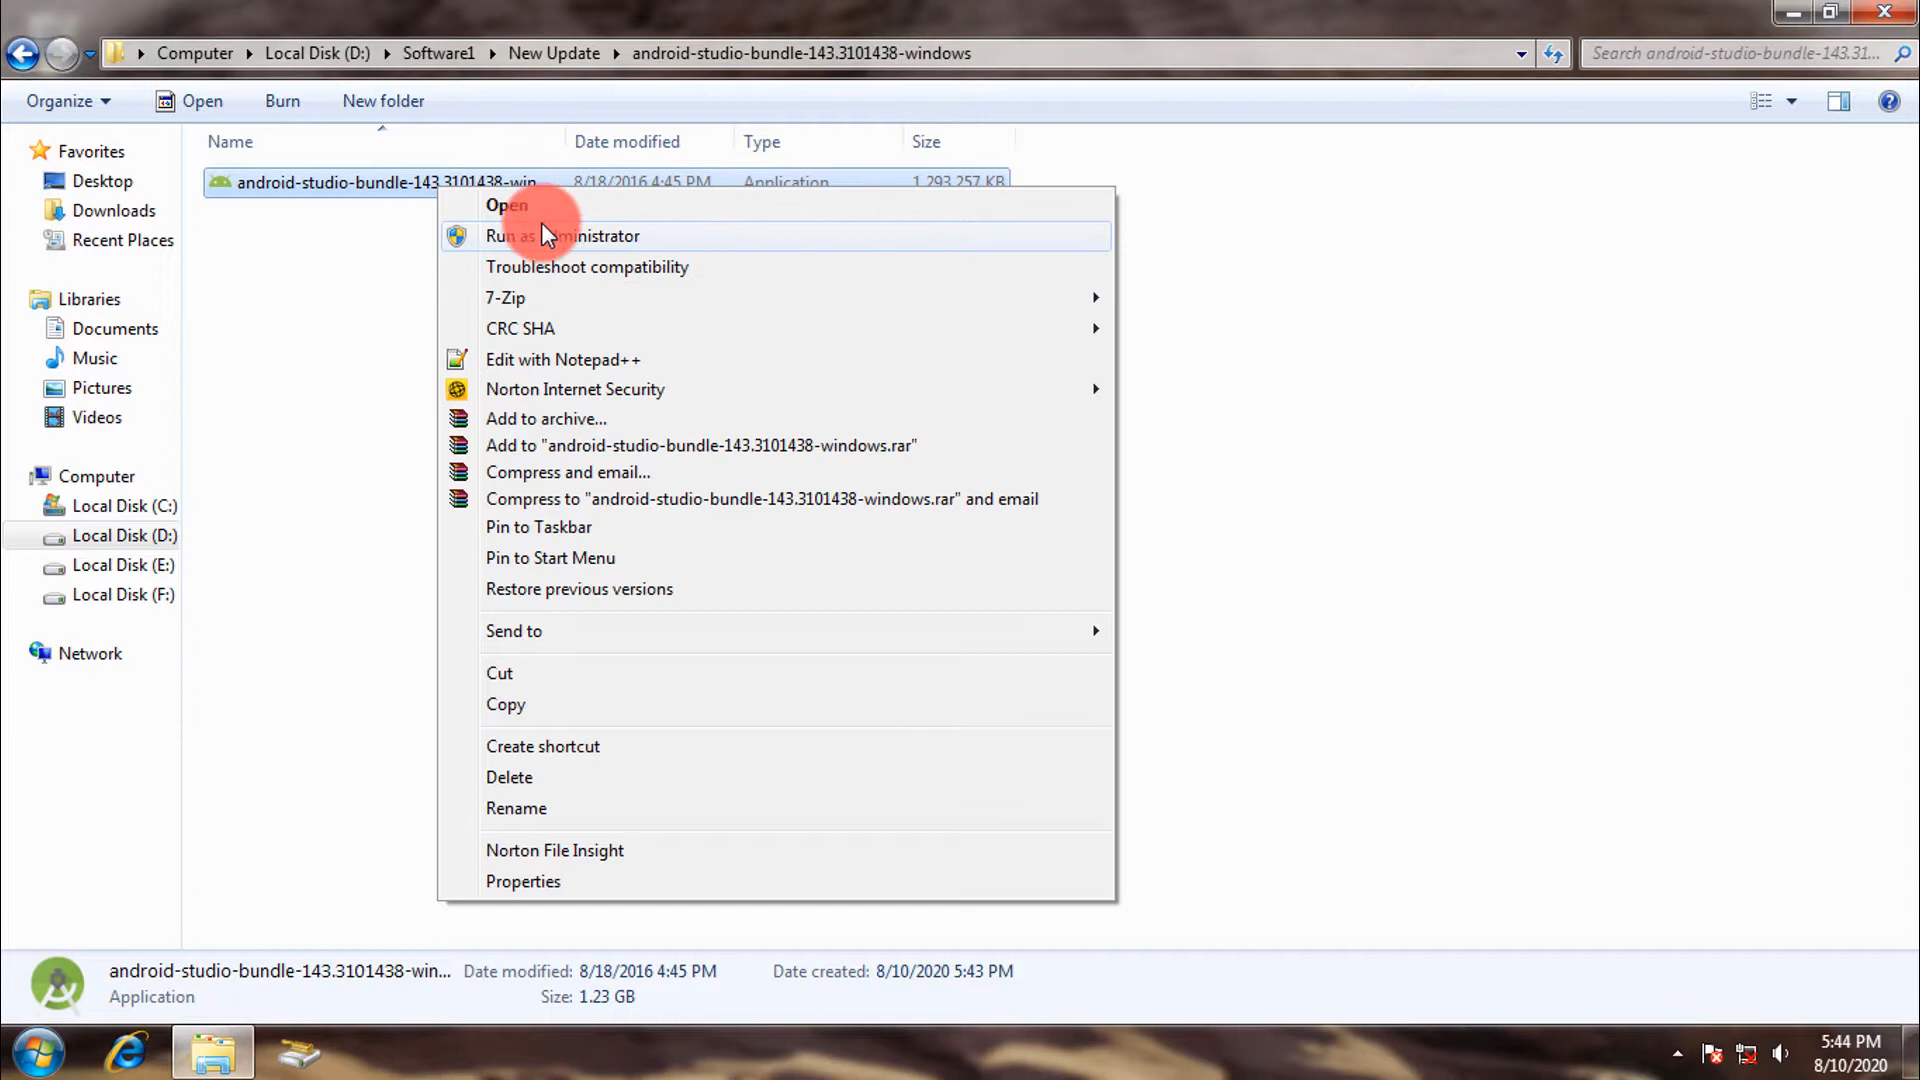 Computer Local Disk (D:) Software1 New Update android-studio-bundle-143.3101438-windows
Search android-studio-bundle-143.31...
Organize Open Burn New folder
Name Date modified Type Size
android-studio-bundle-143.3101438-win... 8/18/2016 4:45 PM Application 1,293,257 KB
Favorites
Desktop
Downloads
Recent Places
Libraries
Documents
Music
Pictures
Videos
Computer
Local Disk (C:)
Local Disk (D:)
Local Disk (E:)
Local Disk (F:)
Network
Open
Run as administrator
Troubleshoot compatibility
7-Zip
CRC SHA
Edit with Notepad++
Norton Internet Security
Add to archive...
Add to "android-studio-bundle-143.3101438-windows.rar"
Compress and email...
Compress to "android-studio-bundle-143.3101438-windows.rar" and email
Pin to Taskbar
Pin to Start Menu
Restore previous versions
Send to
Cut
Copy
Create shortcut
Delete
Rename
Norton File Insight
Properties
android-studio-bundle-143.3101438-win... Date modified: 8/18/2016 4:45 PM Date created: 8/10/2020 5:43 PM
Application Size: 1.23 GB
5:44 PM
8/10/2020